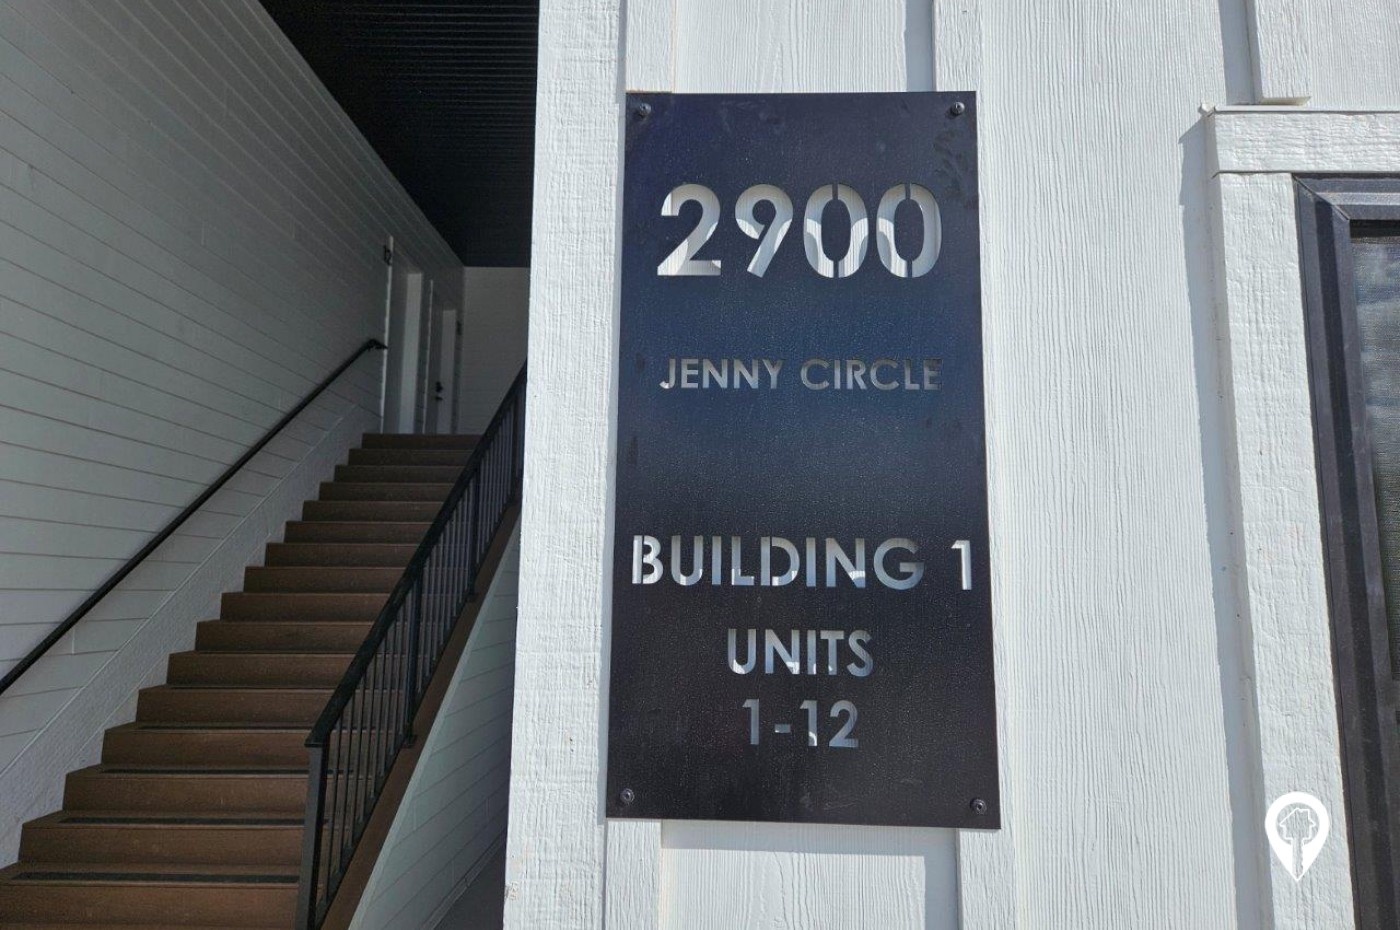 2900
JENNY CIRCLE
BUILDING 1
UNITS
1-12